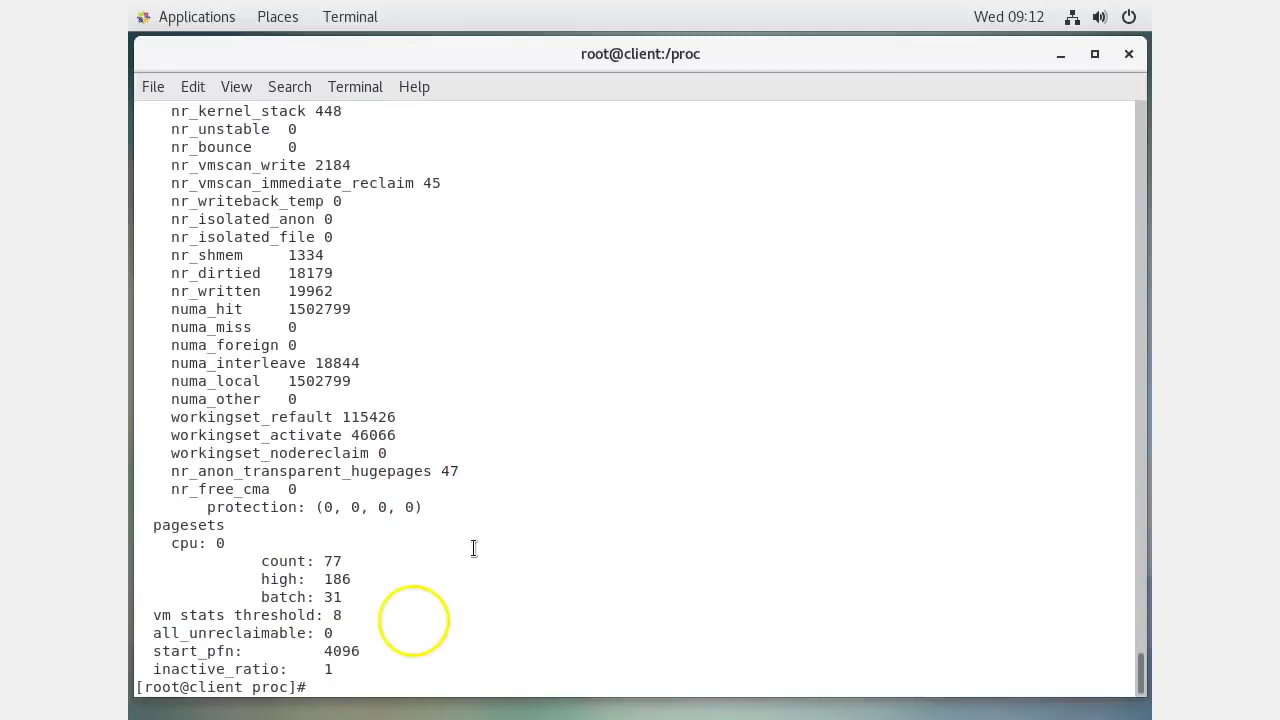 Applications Places Terminal Wed 09:12
root@client:/proc
File Edit View Search Terminal Help
nr_kernel_stack 448
nr_unstable 0
nr_bounce 0
nr_vmscan_write 2184
nr_vmscan_immediate_reclaim 45
nr_writeback_temp 0
nr_isolated_anon 0
nr_isolated_file 0
nr_shmem 1334
nr_dirtied 18179
nr_written 19962
numa_hit 1502799
numa_miss 0
numa_foreign 0
numa_interleave 18844
numa_local 1502799
numa_other 0
workingset_refault 115426
workingset_activate 46066
workingset_nodereclaim 0
nr_anon_transparent_hugepages 47
nr_free_cma 0
protection: (0, 0, 0, 0)
pagesets
cpu: 0
count: 77
high: 186
batch: 31
vm stats threshold: 8
all_unreclaimable: 0
start_pfn: 4096
inactive_ratio: 1
[root@client proc]#